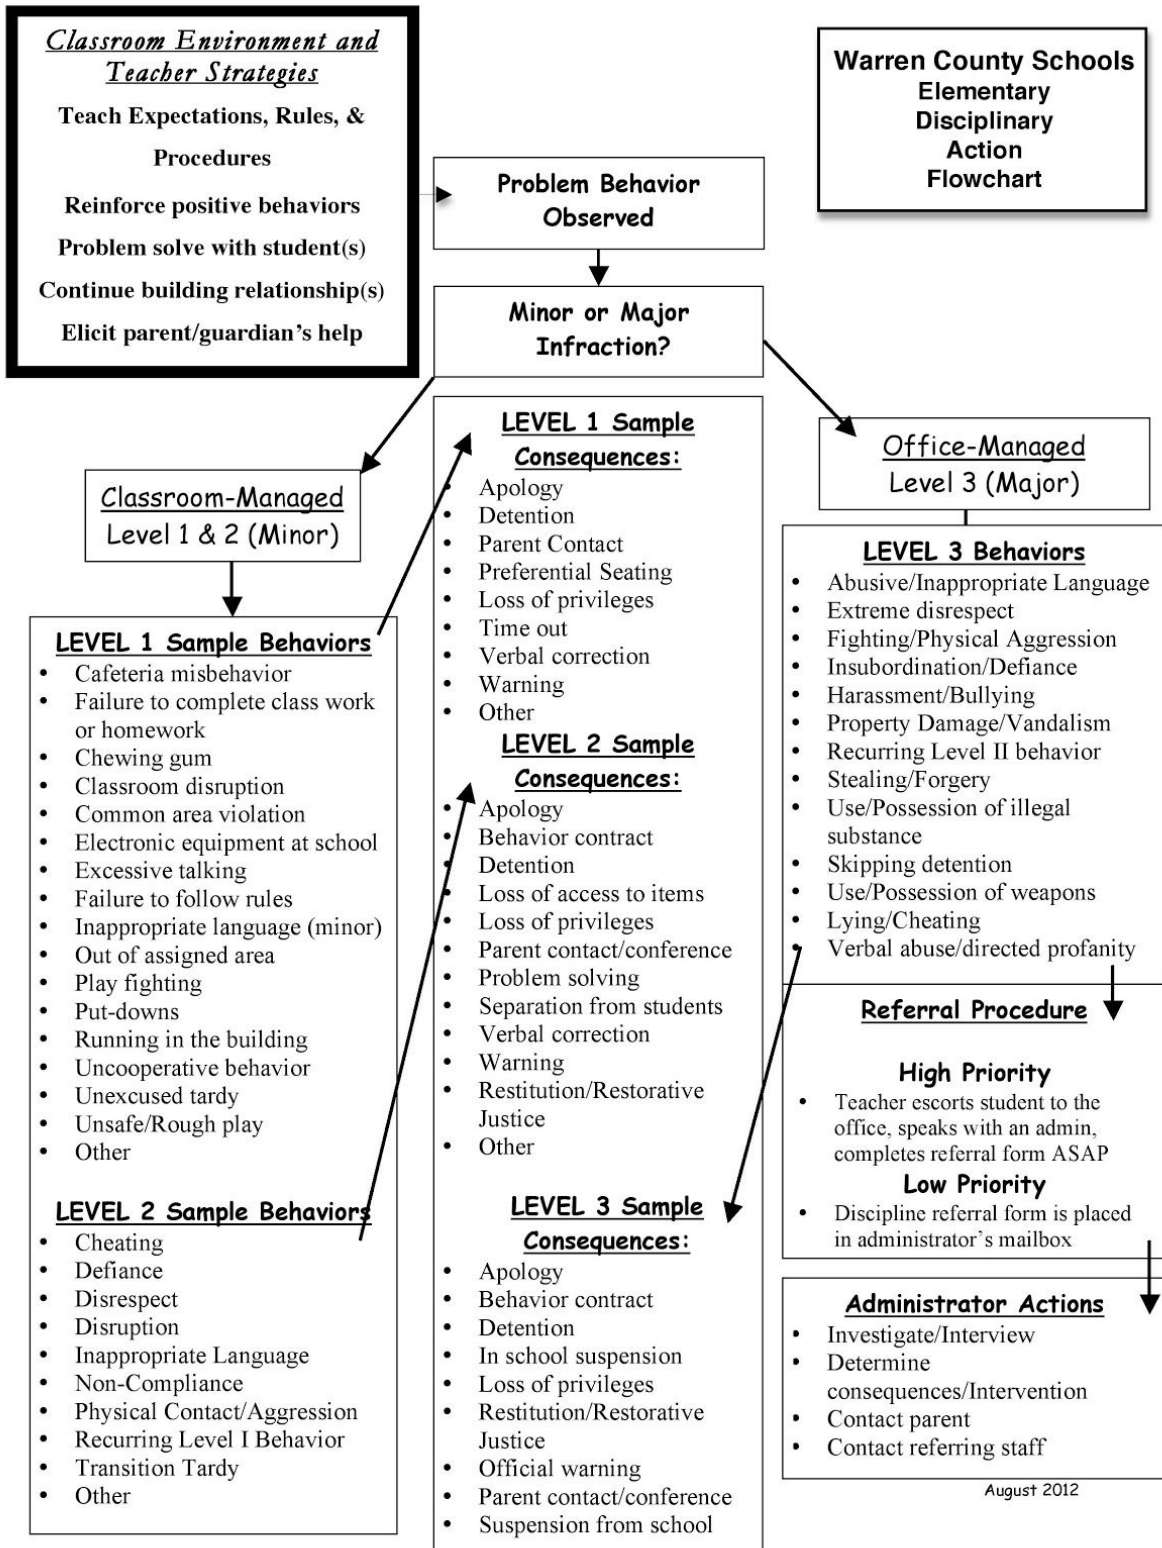 Classroom Environment and
Teacher Strategies
Teach Expectations, Rules, &
Procedures
Reinforce positive behaviors
Problem solve with student(s)
Continue building relationship(s)
Elicit parent/guardian's help
Warren County Schools
Elementary
Disciplinary
Action
Flowchart
Problem Behavior
Observed
Minor or Major
Infraction?
Classroom-Managed
Level 1 & 2 (Minor)
LEVEL 1 Sample Behaviors
• Cafeteria misbehavior
• Failure to complete class work
or homework
• Chewing gum
• Classroom disruption
• Common area violation
• Electronic equipment at school
• Excessive talking
• Failure to follow rules
• Inappropriate language (minor)
• Out of assigned area
• Play fighting
• Put-downs
• Running in the building
• Uncooperative behavior
• Unexcused tardy
• Unsafe/Rough play
• Other
LEVEL 2 Sample Behaviors
• Cheating
• Defiance
• Disrespect
• Disruption
• Inappropriate Language
• Non-Compliance
• Physical Contact/Aggression
• Recurring Level I Behavior
• Transition Tardy
• Other
LEVEL 1 Sample
Consequences:
• Apology
• Detention
• Parent Contact
• Preferential Seating
• Loss of privileges
• Time out
• Verbal correction
• Warning
• Other
LEVEL 2 Sample
Consequences:
• Apology
• Behavior contract
• Detention
• Loss of access to items
• Loss of privileges
• Parent contact/conference
• Problem solving
• Separation from students
• Verbal correction
• Warning
• Restitution/Restorative
Justice
• Other
LEVEL 3 Sample
Consequences:
• Apology
• Behavior contract
• Detention
• In school suspension
• Loss of privileges
• Restitution/Restorative
Justice
• Official warning
• Parent contact/conference
• Suspension from school
Office-Managed
Level 3 (Major)
LEVEL 3 Behaviors
• Abusive/Inappropriate Language
• Extreme disrespect
• Fighting/Physical Aggression
• Insubordination/Defiance
• Harassment/Bullying
• Property Damage/Vandalism
• Recurring Level II behavior
• Stealing/Forgery
• Use/Possession of illegal
substance
• Skipping detention
• Use/Possession of weapons
• Lying/Cheating
• Verbal abuse/directed profanity
Referral Procedure
High Priority
• Teacher escorts student to the
office, speaks with an admin,
completes referral form ASAP
Low Priority
• Discipline referral form is placed
in administrator's mailbox
Administrator Actions
• Investigate/Interview
• Determine
consequences/Intervention
• Contact parent
• Contact referring staff
August 2012